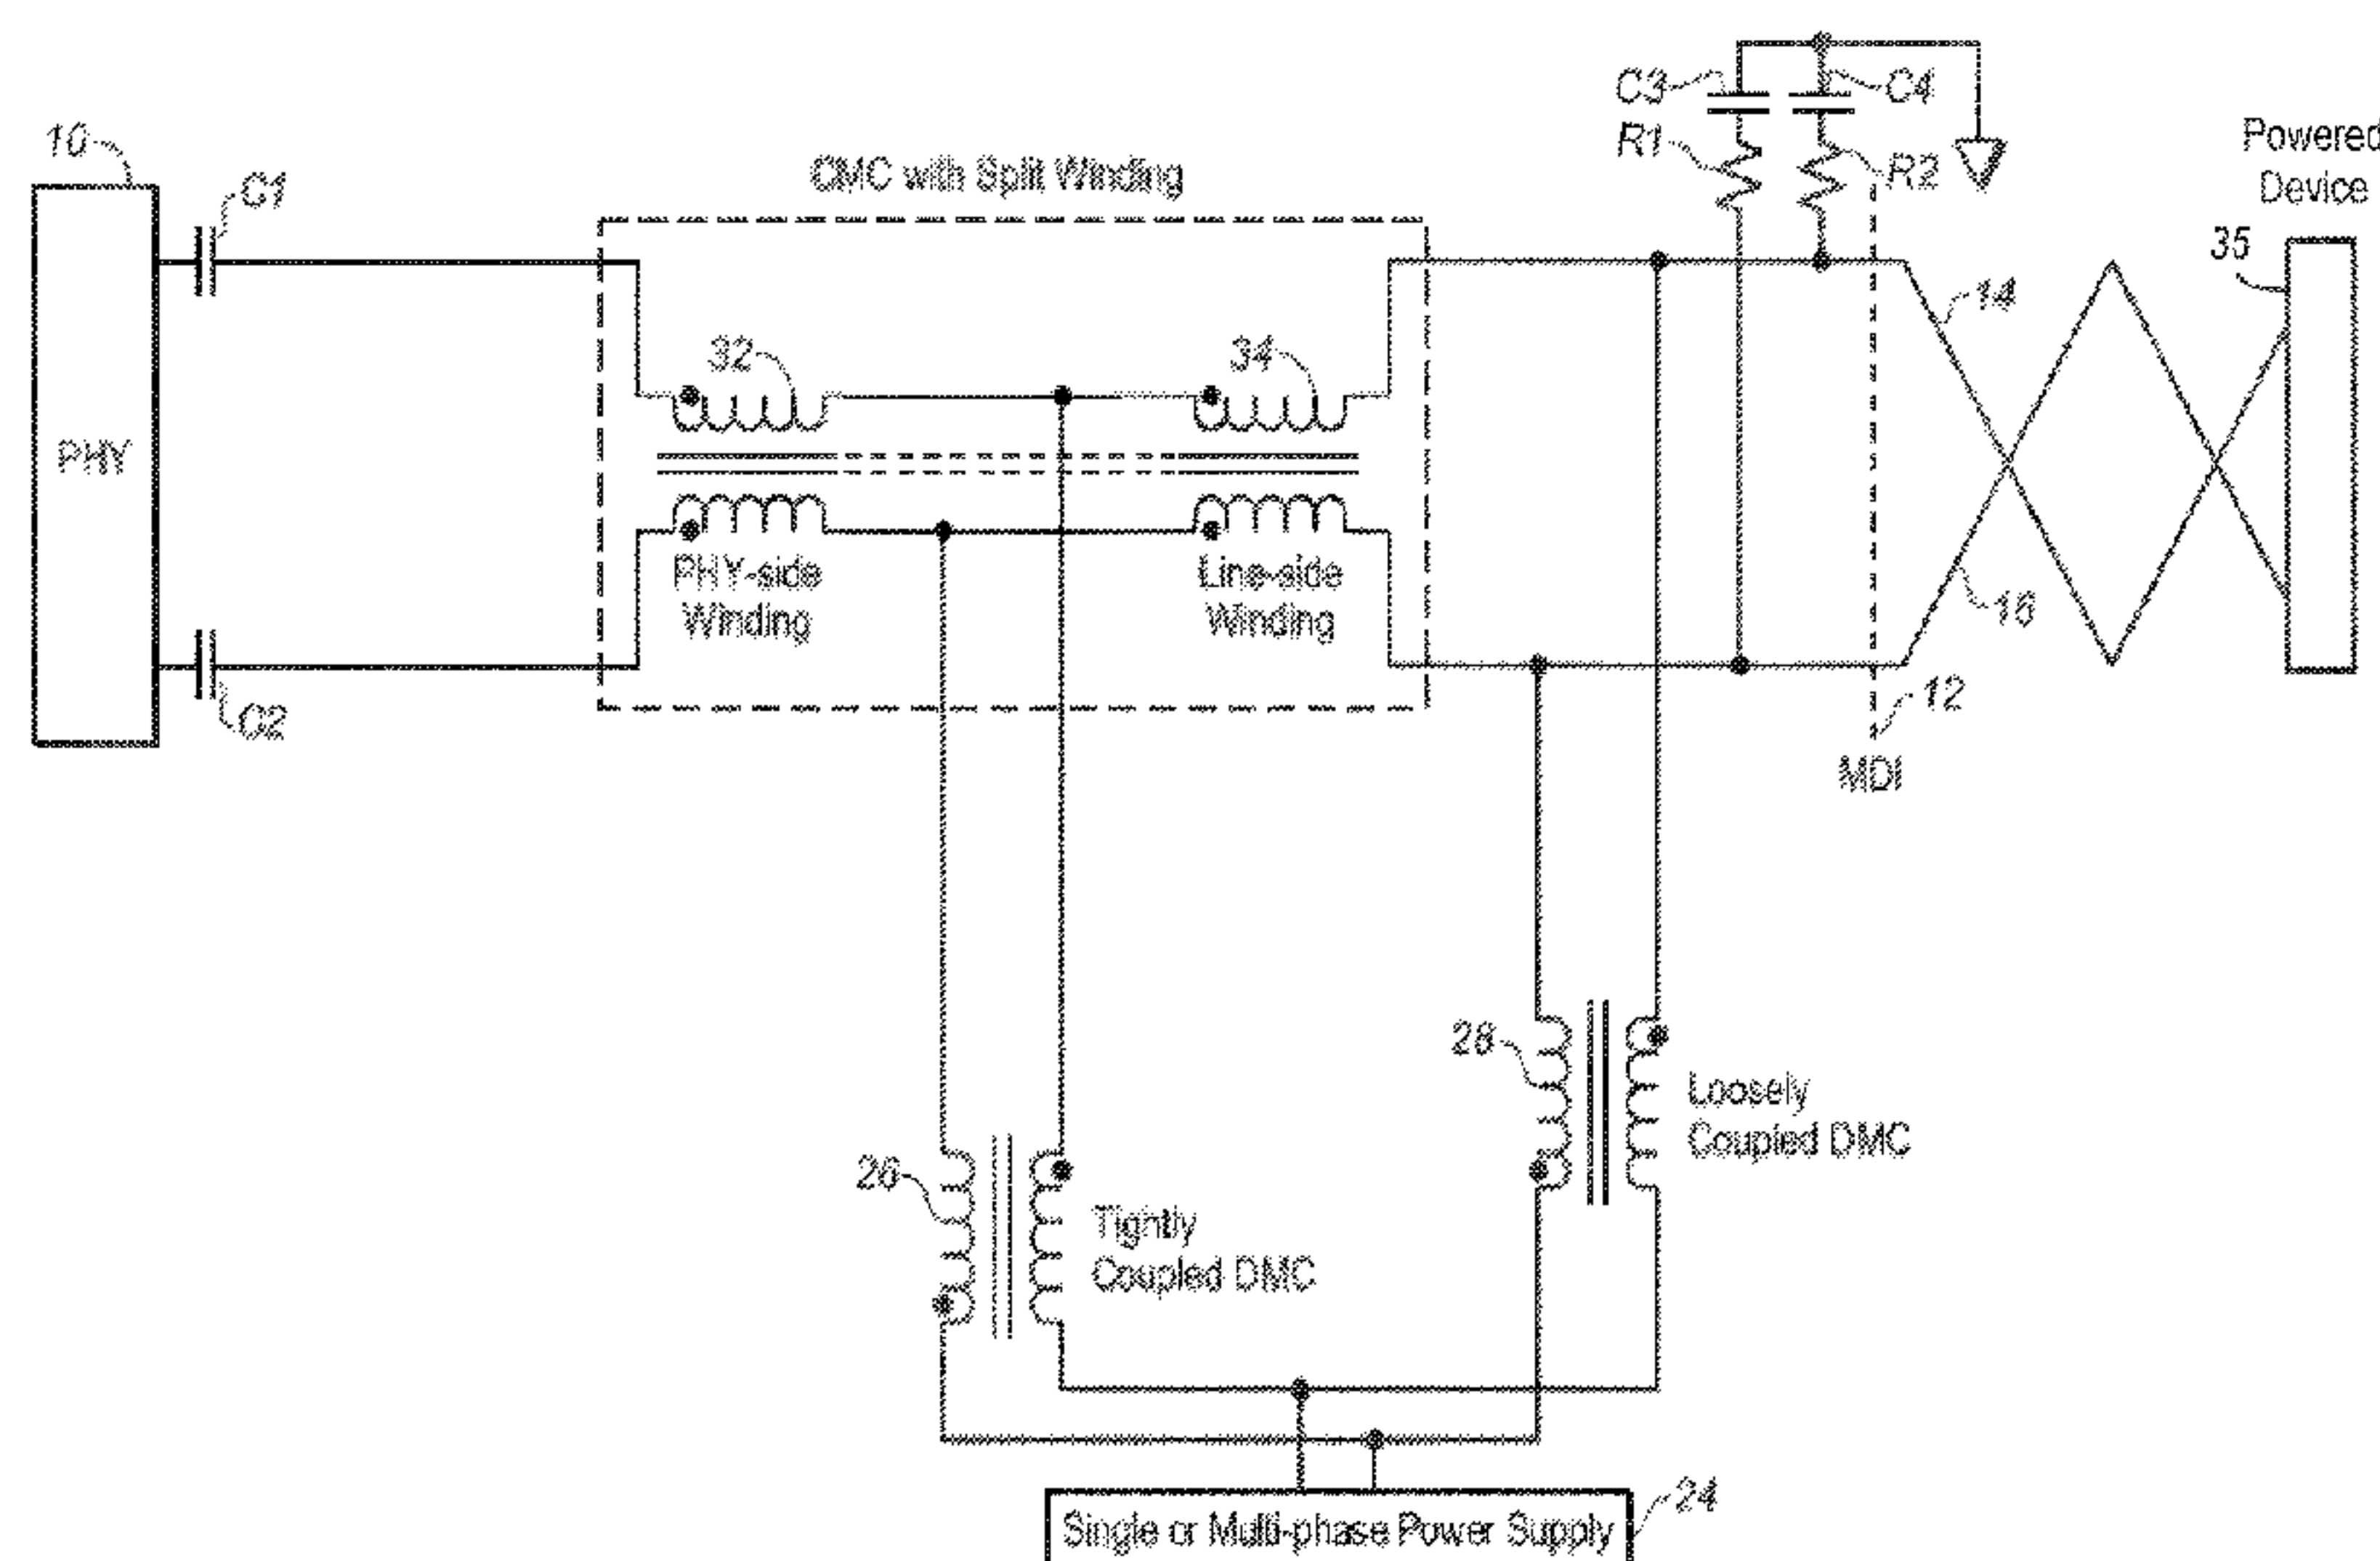 C3
C4
R1
R2
Powered
Device
10
C1
CMC with Split Winding
35
14
32
34
PHY
PHY-side
Winding
Line-side
Winding
16
C2
12
MDI
28
Loosely
Coupled DMC
26
Tightly
Coupled DMC
24
Single or Multi-phase Power Supply